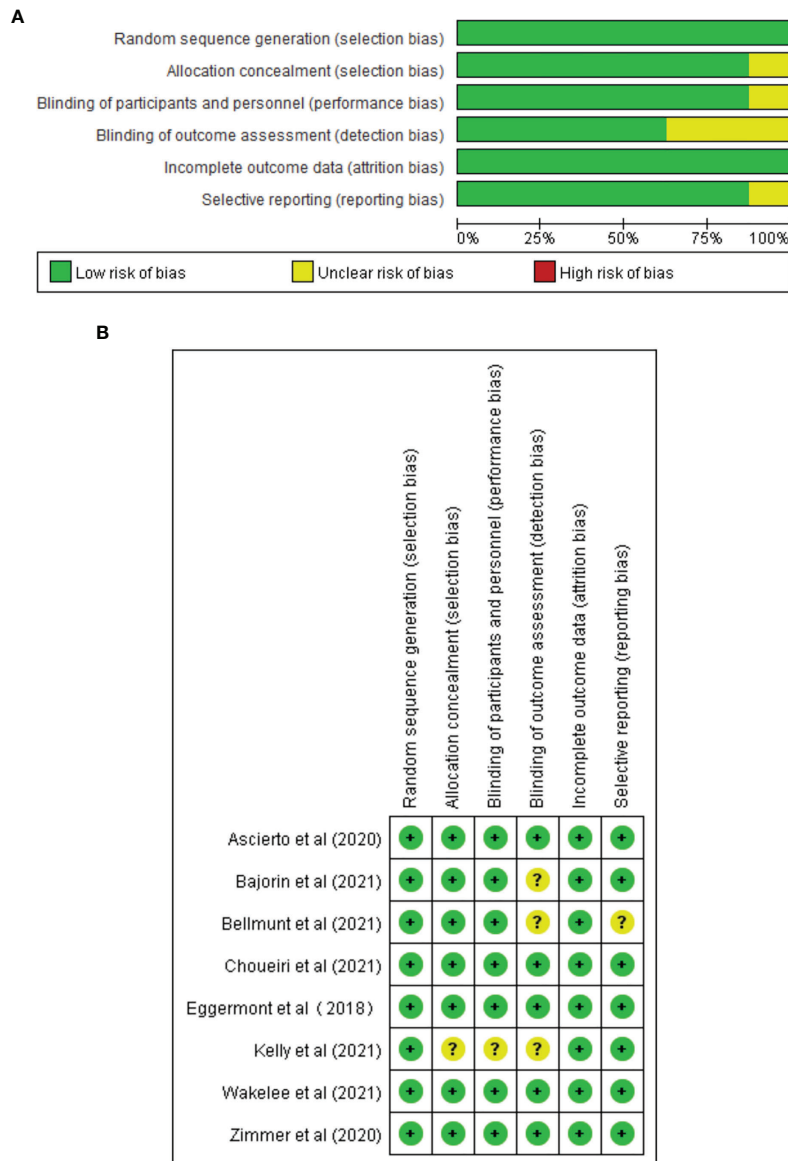 A
Random sequence generation (selection bias)
Allocation concealment (selection bias)
Blinding of participants and personnel (performance bias)
Blinding of outcome assessment (detection bias)
Incomplete outcome data (attrition bias)
Selective reporting (reporting bias)
0% 25% 50% 75% 100%
Low risk of bias Unclear risk of bias High risk of bias
B
Random sequence generation (selection bias)
Allocation concealment (selection bias)
Blinding of participants and personnel (performance bias)
Blinding of outcome assessment (detection bias)
Incomplete outcome data (attrition bias)
Selective reporting (reporting bias)
Ascierto et al (2020) + + + + + +
Bajorin et al (2021) + + + ? + +
Bellmunt et al (2021) + + + ? + ?
Choueiri et al (2021) + + + + + +
Eggermont et al ( 2018) + + + + + +
Kelly et al (2021) + ? ? ? + +
Wakelee et al (2021) + + + + + +
Zimmer et al (2020) + + + + + +